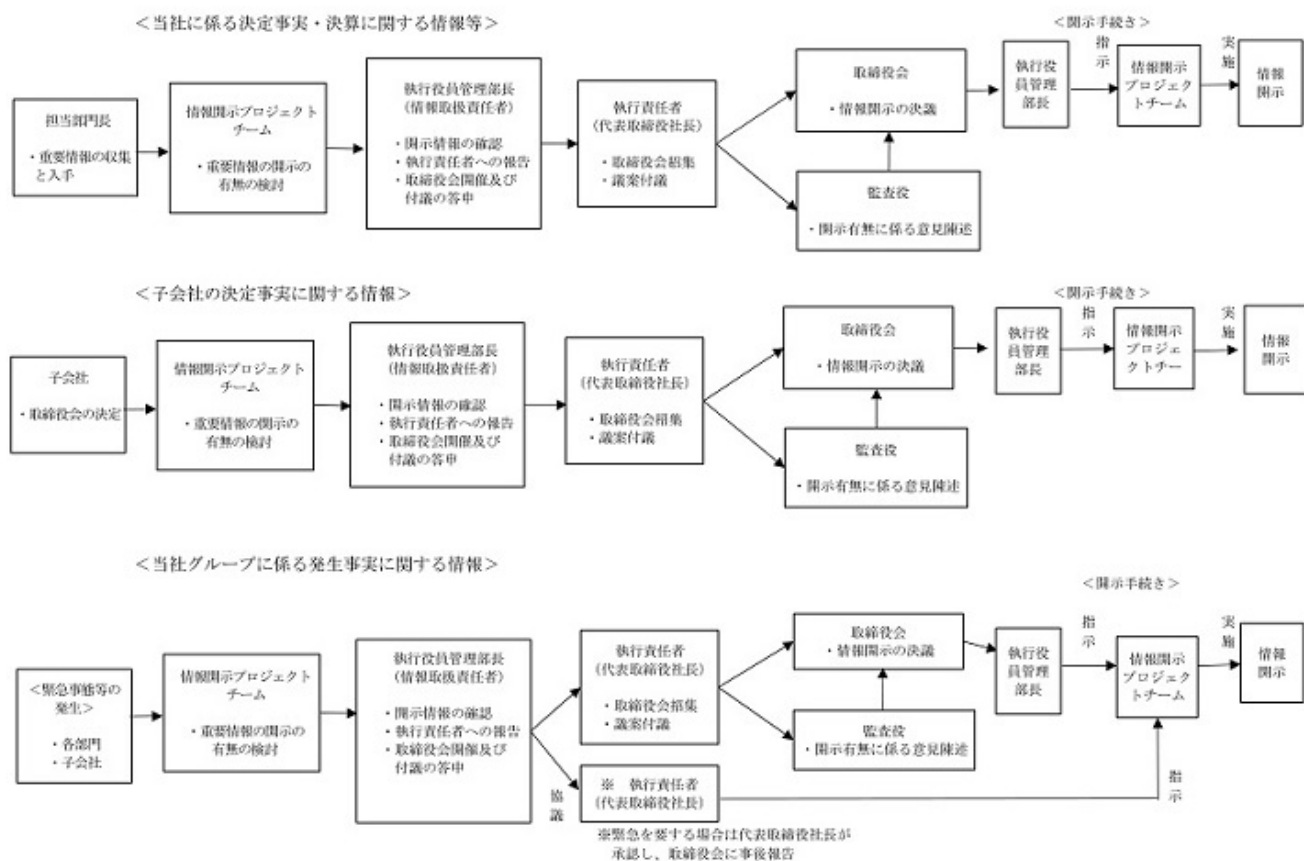 ＜当社に係る決定事実・決算に関する情報等＞
＜開示手続き＞
担当部門長
・重要情報の収集
と入手
情報開示プロジェクト
チーム
・重要情報の開示の
有無の検討
執行役員管理部長
(情報取扱責任者)
・開示情報の確認
・執行責任者への報告
・取締役会開催及び
付議の答申
執行責任者
(代表取締役社長)
・取締役会招集
・議案付議
取締役会
・情報開示の決議
監査役
・開示有無に係る意見陳述
執行役
員管理
部長
指示
情報開示
プロジェクト
チーム
実施
情報
開示
＜子会社の決定事実に関する情報＞
＜開示手続き＞
子会社
・取締役会の決定
情報開示プロジェクト
チーム
・重要情報の開示の
有無の検討
執行役員管理部長
(情報取扱責任者)
・開示情報の確認
・執行責任者への報告
・取締役会開催及び
付議の答申
執行責任者
(代表取締役社長)
・取締役会招集
・議案付議
取締役会
・情報開示の決議
監査役
・開示有無に係る意見陳述
執行役
員管理
部長
指示
情報開示
プロジェ
クトチー
実施
情報
開示
＜当社グループに係る発生事実に関する情報＞
＜開示手続き＞
＜緊急事態等の
発生＞
・各部門
・子会社
情報開示プロジェクト
チーム
・重要情報の開示の
有無の検討
執行役員管理部長
(情報取扱責任者)
・開示情報の確認
・執行責任者への報告
・取締役会開催及び
付議の答申
執行責任者
(代表取締役社長)
・取締役会招集
・議案付議
取締役会
・情報開示の決議
監査役
・開示有無に係る意見陳述
執行役
員管理
部長
指示
情報開示
プロジェクト
チーム
実施
情報
開示
協議
※ 執行責任者
(代表取締役社長)
指示
※緊急を要する場合は代表取締役社長が
承認し、取締役会に事後報告